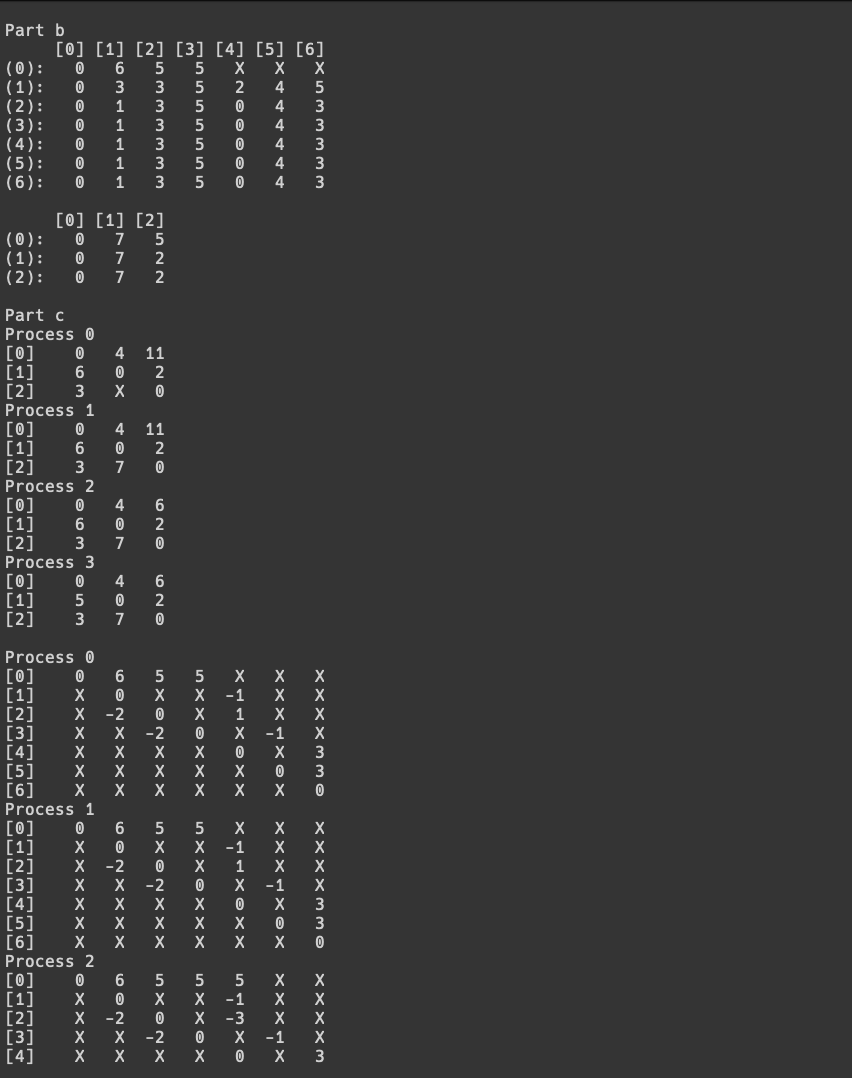 Part b
     [0] [1] [2] [3] [4] [5] [6]
(0):   0   6   5   5   X   X   X
(1):   0   3   3   5   2   4   5
(2):   0   1   3   5   0   4   3
(3):   0   1   3   5   0   4   3
(4):   0   1   3   5   0   4   3
(5):   0   1   3   5   0   4   3
(6):   0   1   3   5   0   4   3
     [0] [1] [2]
(0):   0   7   5
(1):   0   7   2
(2):   0   7   2
Part c
Process 0
[0]    0   4  11
[1]    6   0   2
[2]    3   X   0
Process 1
[0]    0   4  11
[1]    6   0   2
[2]    3   7   0
Process 2
[0]    0   4   6
[1]    6   0   2
[2]    3   7   0
Process 3
[0]    0   4   6
[1]    5   0   2
[2]    3   7   0
Process 0
[0]    0   6   5   5   X   X   X
[1]    X   0   X   X  -1   X   X
[2]    X  -2   0   X   1   X   X
[3]    X   X  -2   0   X  -1   X
[4]    X   X   X   X   0   X   3
[5]    X   X   X   X   X   0   3
[6]    X   X   X   X   X   X   0
Process 1
[0]    0   6   5   5   X   X   X
[1]    X   0   X   X  -1   X   X
[2]    X  -2   0   X   1   X   X
[3]    X   X  -2   0   X  -1   X
[4]    X   X   X   X   0   X   3
[5]    X   X   X   X   X   0   3
[6]    X   X   X   X   X   X   0
Process 2
[0]    0   6   5   5   5   X   X
[1]    X   0   X   X  -1   X   X
[2]    X  -2   0   X  -3   X   X
[3]    X   X  -2   0   X  -1   X
[4]    X   X   X   X   0   X   3